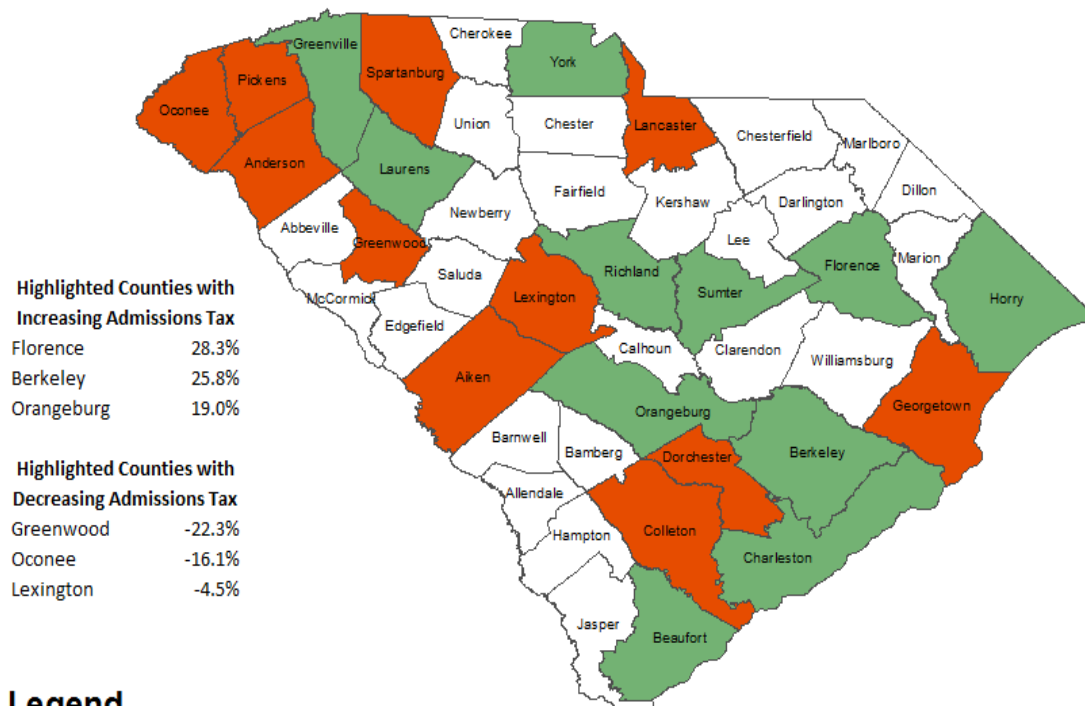 Cherokee
Greenville
York
Spartanburg
Pickens
Oconee
Union
Chester
Lancaster
Chesterfield
Marlboro
Anderson
Laurens
Fairfield
Kershaw
Darlington
Dillon
Abbeville
Newberry
Lee
Greenwood
Saluda
Richland
Florence
Marion
McCormick
Lexington
Sumter
Horry
Edgefield
Calhoun
Clarendon
Williamsburg
Aiken
Georgetown
Orangeburg
Barnwell
Bamberg
Dorchester
Berkeley
Allendale
Colleton
Hampton
Charleston
Jasper
Beaufort
Highlighted Counties with
Increasing Admissions Tax
Florence 28.3%
Berkeley 25.8%
Orangeburg 19.0%
Highlighted Counties with
Decreasing Admissions Tax
Greenwood -22.3%
Oconee -16.1%
Lexington -4.5%
Legend